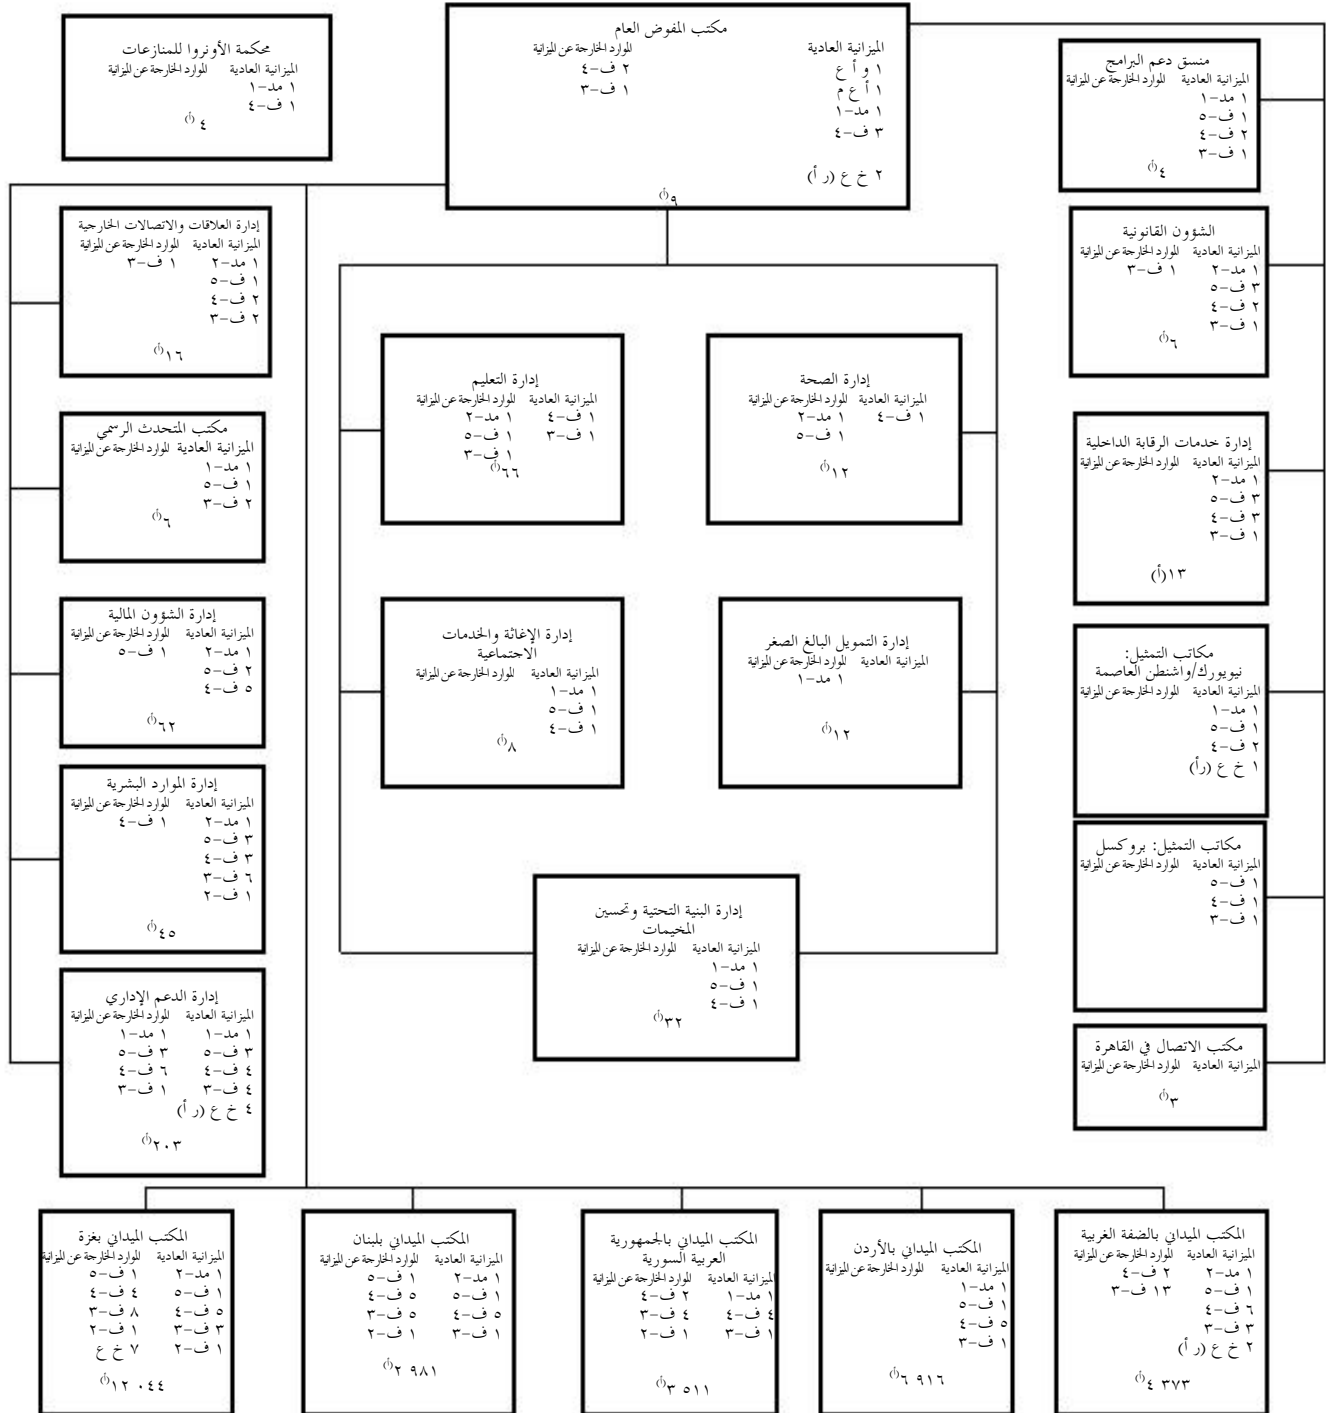 مكتب المفوض العام
الميزانية العادية الموارد الخارجة عن الميزانية
١ و أ ع ٢ ف-٤
١ أ ع م ١ ف-٣
١ مد-١
٣ ف-٤
٢ خ ع (ر أ)
٩(أ)
محكمة الأونروا للمنازعات
الميزانية العادية الموارد الخارجة عن الميزانية
١ مد-١
١ ف-٤
٤(أ)
منسق دعم البرامج
الميزانية العادية الموارد الخارجة عن الميزانية
١ مد-١
١ ف-٥
٢ ف-٤
١ ف-٣
٤(أ)
الشؤون القانونية
الميزانية العادية الموارد الخارجة عن الميزانية
١ مد-٢ ١ ف-٣
٣ ف-٥
٢ ف-٤
١ ف-٣
٦(أ)
إدارة خدمات الرقابة الداخلية
الميزانية العادية الموارد الخارجة عن الميزانية
١ مد-٢
٣ ف-٥
٣ ف-٤
١ ف-٣
١٣(أ)
مكاتب التمثيل:
نيويورك/واشنطن العاصمة
الميزانية العادية الموارد الخارجة عن الميزانية
١ مد-١
١ ف-٥
٢ ف-٤
١ خ ع (رأ)
مكاتب التمثيل: بروكسل
الميزانية العادية الموارد الخارجة عن الميزانية
١ ف-٥
١ ف-٤
١ ف-٣
مكتب الاتصال في القاهرة
الميزانية العادية الموارد الخارجة عن الميزانية
٣(أ)
إدارة الصحة
الميزانية العادية الموارد الخارجة عن الميزانية
١ ف-٤ ١ مد-٢
١ ف-٥
١٢(أ)
إدارة التعليم
الميزانية العادية الموارد الخارجة عن الميزانية
١ ف-٤ ١ مد-٢
١ ف-٣ ١ ف-٥
١ ف-٣
٦٦(أ)
إدارة التمويل البالغ الصغر
الميزانية العادية الموارد الخارجة عن الميزانية
١ مد-١
١٢(أ)
إدارة الإغاثة والخدمات
الاجتماعية
الميزانية العادية الموارد الخارجة عن الميزانية
١ مد-١
١ ف-٥
١ ف-٤
٨(أ)
إدارة البنية التحتية وتحسين
المخيمات
الميزانية العادية الموارد الخارجة عن الميزانية
١ مد-١
١ ف-٥
١ ف-٤
٣٢(أ)
إدارة العلاقات والاتصالات الخارجية
الميزانية العادية الموارد الخارجة عن الميزانية
١ مد-٢ ١ ف-٣
١ ف-٥
٢ ف-٤
٢ ف-٣
١٦(أ)
مكتب المتحدث الرسمي
الميزانية العادية الموارد الخارجة عن الميزانية
١ مد-١
١ ف-٥
٢ ف-٣
٦(أ)
إدارة الشؤون المالية
الميزانية العادية الموارد الخارجة عن الميزانية
١ مد-٢ ١ ف-٥
٢ ف-٥
٥ ف-٤
٦٢(أ)
إدارة الموارد البشرية
الميزانية العادية الموارد الخارجة عن الميزانية
١ مد-٢ ١ ف-٤
٣ ف-٥
٣ ف-٤
٦ ف-٣
١ ف-٢
٤٥(أ)
إدارة الدعم الإداري
الميزانية العادية الموارد الخارجة عن الميزانية
١ مد-١ ١ مد-١
٣ ف-٥ ٣ ف-٥
٤ ف-٤ ٦ ف-٤
٤ ف-٣ ١ ف-٣
٤ خ ع (ر أ)
٢٠٣(أ)
المكتب الميداني بالضفة الغربية
الميزانية العادية الموارد الخارجة عن الميزانية
١ مد-٢ ٢ ف-٤
١ ف-٥ ١٣ ف-٣
٦ ف-٤
٣ ف-٣
٢ خ ع (ر أ)
٤ ٣٧٣(أ)
المكتب الميداني بالأردن
الميزانية العادية الموارد الخارجة عن الميزانية
١ مد-١
١ ف-٥
٥ ف-٤
١ ف-٣
٦ ٩١٦(أ)
المكتب الميداني بالجمهورية
العربية السورية
الميزانية العادية الموارد الخارجة عن الميزانية
١ مد-١ ٢ ف-٤
٤ ف-٤ ٤ ف-٣
١ ف-٣ ١ ف-٢
٣ ٥١١(أ)
المكتب الميداني بلبنان
الميزانية العادية الموارد الخارجة عن الميزانية
١ مد-٢ ١ ف-٥
١ ف-٥ ٥ ف-٤
٥ ف-٤ ٥ ف-٣
١ ف-٣ ١ ف-٢
٢ ٩٨١(أ)
المكتب الميداني بغزة
الميزانية العادية الموارد الخارجة عن الميزانية
١ مد-٢ ١ ف-٥
١ ف-٥ ٤ ف-٤
٥ ف-٤ ٨ ف-٣
٣ ف-٣ ١ ف-٢
١ ف-٢ ٧ خ ع
١٢ ٠٤٤(أ)